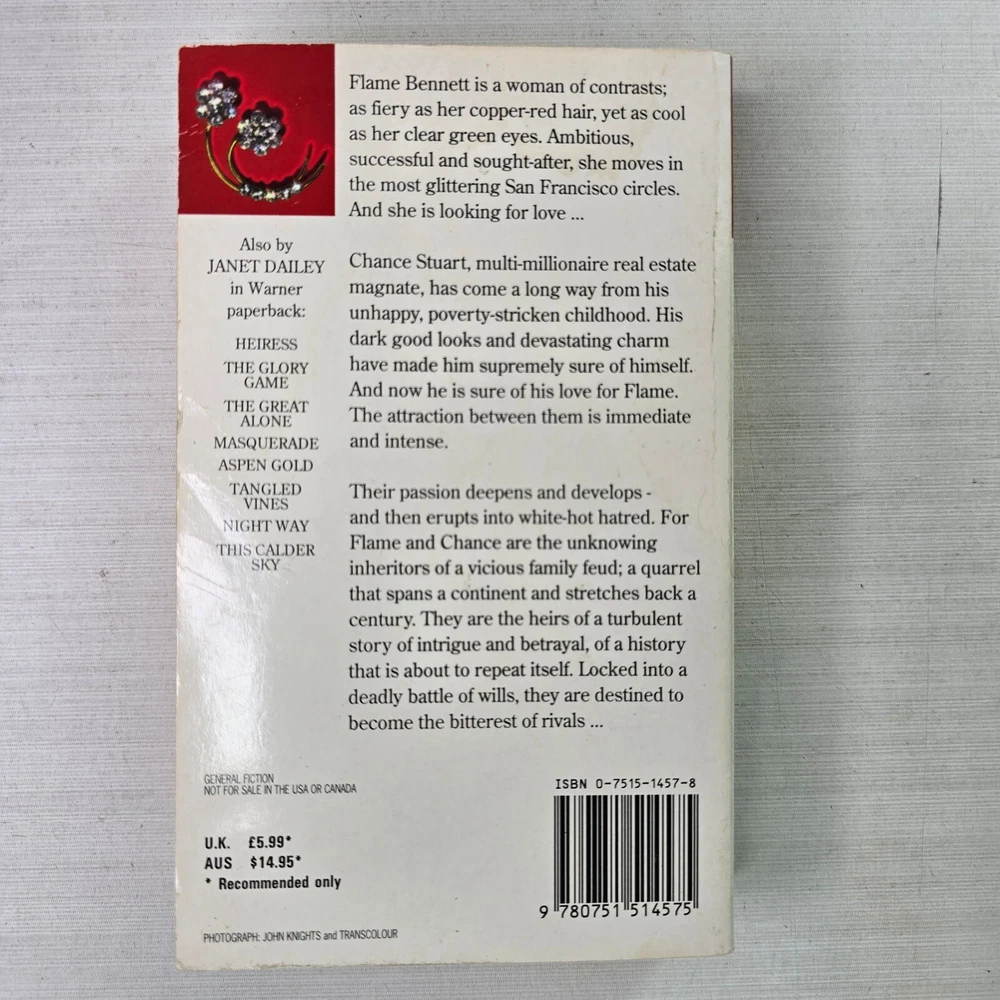 Flame Bennett is a woman of contrasts;
as fiery as her copper-red hair, yet as cool
as her clear green eyes. Ambitious,
successful and sought-after, she moves in
the most glittering San Francisco circles.
And she is looking for love ...
Chance Stuart, multi-millionaire real estate
magnate, has come a long way from his
unhappy, poverty-stricken childhood. His
dark good looks and devastating charm
have made him supremely sure of himself.
And now he is sure of his love for Flame.
The attraction between them is immediate
and intense.
Their passion deepens and develops -
and then erupts into white-hot hatred. For
Flame and Chance are the unknowing
inheritors of a vicious family feud; a quarrel
that spans a continent and stretches back a
century. They are the heirs of a turbulent
story of intrigue and betrayal, of a history
that is about to repeat itself. Locked into a
deadly battle of wills, they are destined to
become the bitterest of rivals ...
Also by
JANET DAILEY
in Warner
paperback:
HEIRESS
THE GLORY
GAME
THE GREAT
ALONE
MASQUERADE
ASPEN GOLD
TANGLED
VINES
NIGHT WAY
THIS CALDER
SKY
GENERAL FICTION
NOT FOR SALE IN THE USA OR CANADA
U.K. £5.99*
AUS $14.95*
* Recommended only
PHOTOGRAPH: JOHN KNIGHTS and TRANSCOLOUR
ISBN 0-7515-1457-8
9 780751 514575